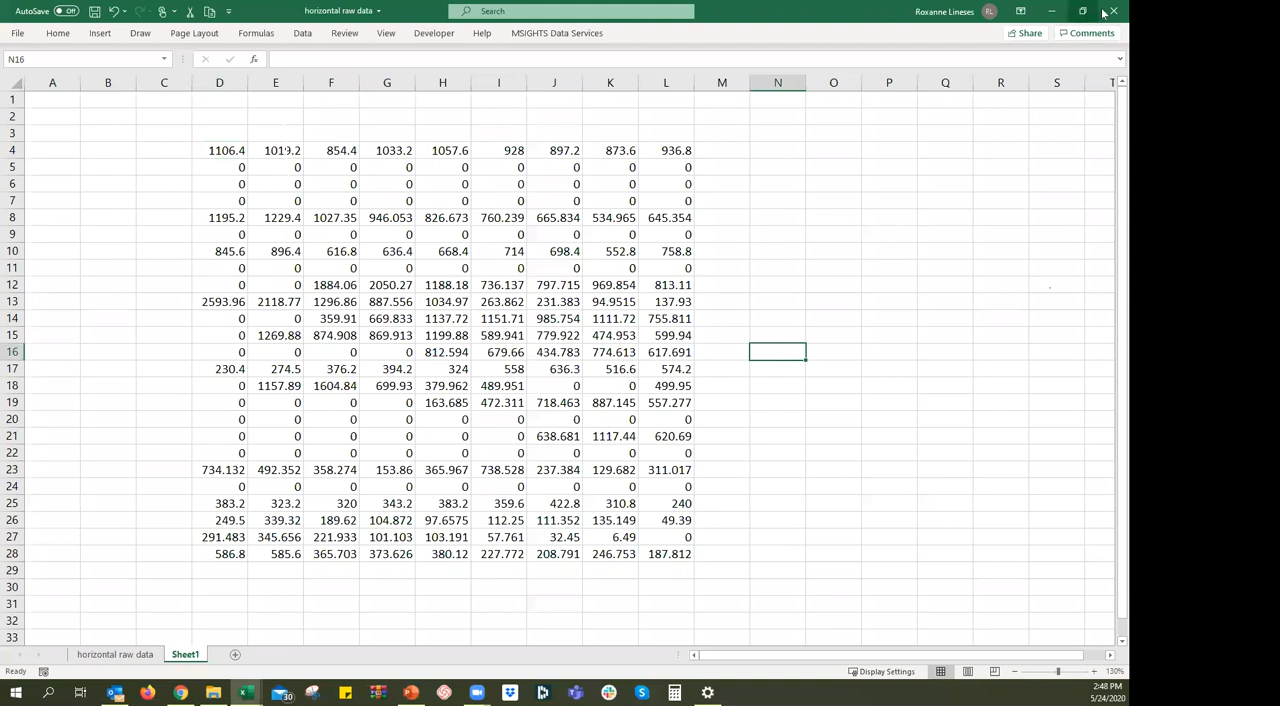 AutoSave Off horizontal raw data Search Roxanne Lineses RL
File Home Insert Draw Page Layout Formulas Data Review View Developer Help MSIGHTS Data Services Share Comments
N16 fx
A B C D E F G H I J K L M N O P Q R S T
1
2
3
4 1106.4 1019.2 854.4 1033.2 1057.6 928 897.2 873.6 936.8
5 0 0 0 0 0 0 0 0 0
6 0 0 0 0 0 0 0 0 0
7 0 0 0 0 0 0 0 0 0
8 1195.2 1229.4 1027.35 946.053 826.673 760.239 665.834 534.965 645.354
9 0 0 0 0 0 0 0 0 0
10 845.6 896.4 616.8 636.4 668.4 714 698.4 552.8 758.8
11 0 0 0 0 0 0 0 0 0
12 0 0 1884.06 2050.27 1188.18 736.137 797.715 969.854 813.11
13 2593.96 2118.77 1296.86 887.556 1034.97 263.862 231.383 94.9515 137.93
14 0 0 359.91 669.833 1137.72 1151.71 985.754 1111.72 755.811
15 0 1269.88 874.908 869.913 1199.88 589.941 779.922 474.953 599.94
16 0 0 0 0 812.594 679.66 434.783 774.613 617.691
17 230.4 274.5 376.2 394.2 324 558 636.3 516.6 574.2
18 0 1157.89 1604.84 699.93 379.962 489.951 0 0 499.95
19 0 0 0 0 163.685 472.311 718.463 887.145 557.277
20 0 0 0 0 0 0 0 0 0
21 0 0 0 0 0 0 638.681 1117.44 620.69
22 0 0 0 0 0 0 0 0 0
23 734.132 492.352 358.274 153.86 365.967 738.528 237.384 129.682 311.017
24 0 0 0 0 0 0 0 0 0
25 383.2 323.2 320 343.2 383.2 359.6 422.8 310.8 240
26 249.5 339.32 189.62 104.872 97.6575 112.25 111.352 135.149 49.39
27 291.483 345.656 221.933 101.103 103.191 57.761 32.45 6.49 0
28 586.8 585.6 365.703 373.626 380.12 227.772 208.791 246.753 187.812
29
30
31
32
33
horizontal raw data Sheet1
Ready Display Settings 130%
30 2:48 PM
5/24/2020